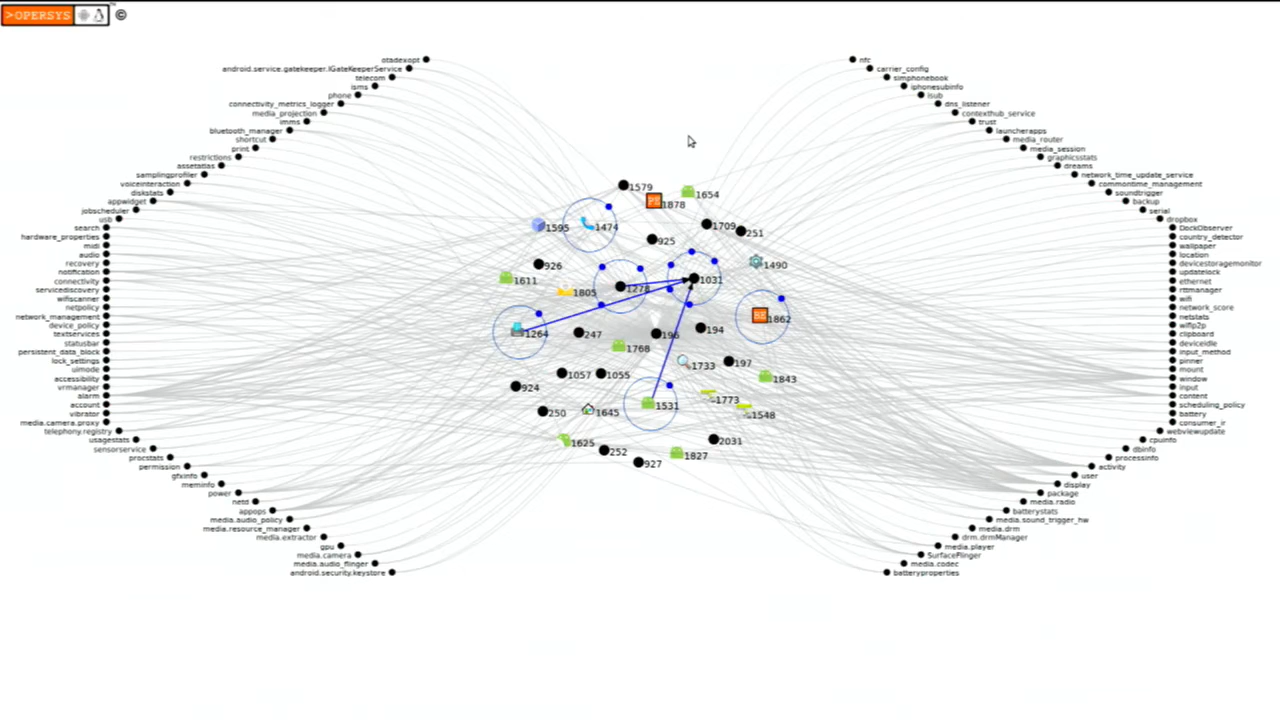 >OPERSYS ™ ©
otadexopt
android.service.gatekeeper.IGateKeeperService
telecom
isms
phone
connectivity_metrics_logger
media_projection
imms
bluetooth_manager
shortcut
print
restrictions
assetatlas
samplingprofiler
voiceinteraction
diskstats
appwidget
jobscheduler
usb
search
hardware_properties
midi
audio
recovery
notification
connectivity
servicediscovery
wifiscanner
netpolicy
network_management
device_policy
textservices
statusbar
persistent_data_block
lock_settings
uimode
accessibility
vrmanager
alarm
account
vibrator
media.camera.proxy
telephony.registry
usagestats
sensorservice
procstats
permission
gfxinfo
meminfo
power
netd
appops
media.audio_policy
media.resource_manager
media.extractor
gpu
media.camera
media.audio_flinger
android.security.keystore
1579
1654
PS 1878
1595
1474
1709
251
925
926
1490
1611
1805
1278
1031
1264
BS 1862
247
196
194
1768
1733
197
1057
1055
1843
924
1531
1773
250
1645
1548
1625
252
2031
927
1827
nfc
carrier_config
simphonebook
iphonesubinfo
isub
dns_listener
contexthub_service
trust
launcherapps
media_router
media_session
graphicsstats
dreams
network_time_update_service
commontime_management
soundtrigger
backup
serial
dropbox
DockObserver
country_detector
wallpaper
location
devicestoragemonitor
updatelock
ethernet
rttmanager
wifi
network_score
netstats
wifip2p
clipboard
deviceidle
input_method
pinner
mount
window
input
content
scheduling_policy
battery
consumer_ir
webviewupdate
cpuinfo
dbinfo
processinfo
activity
user
display
package
media.radio
batterystats
media.sound_trigger_hw
media.drm
drm.drmManager
media.player
SurfaceFlinger
media.codec
batteryproperties